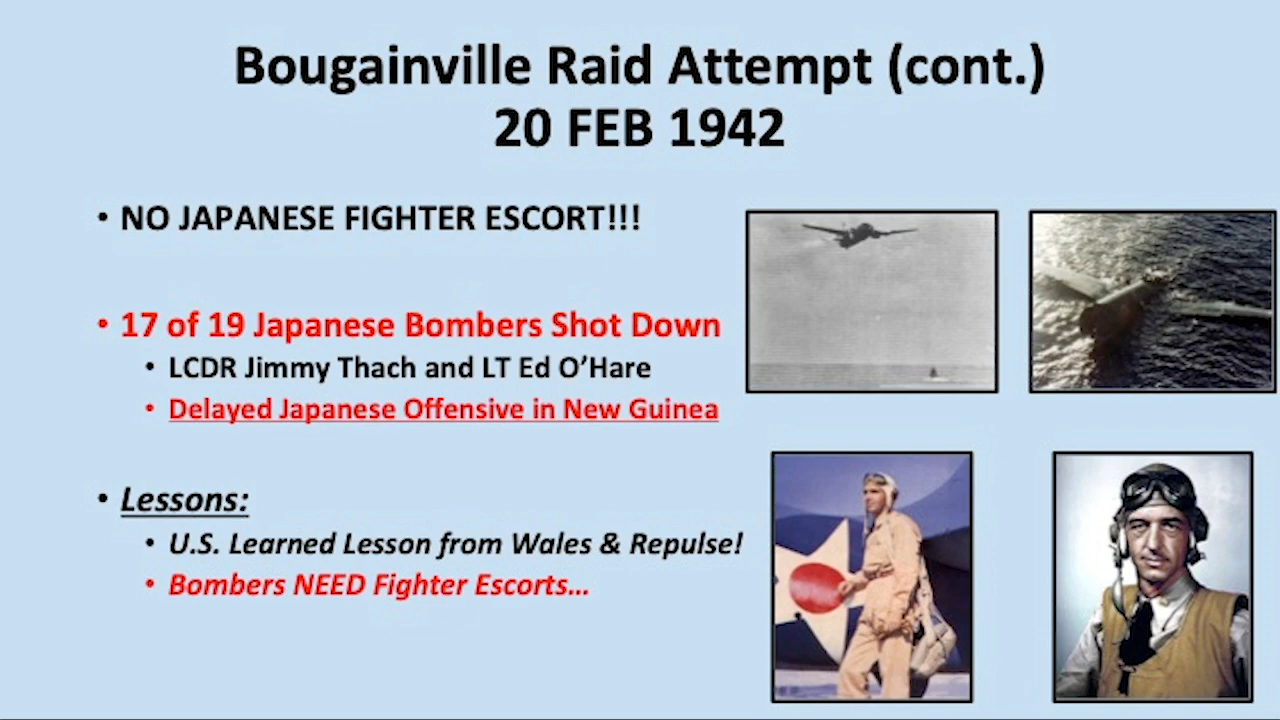 Bougainville Raid Attempt (cont.)
20 FEB 1942
• NO JAPANESE FIGHTER ESCORT!!!
• 17 of 19 Japanese Bombers Shot Down
• LCDR Jimmy Thach and LT Ed O’Hare
• Delayed Japanese Offensive in New Guinea
• Lessons:
• U.S. Learned Lesson from Wales & Repulse!
• Bombers NEED Fighter Escorts…